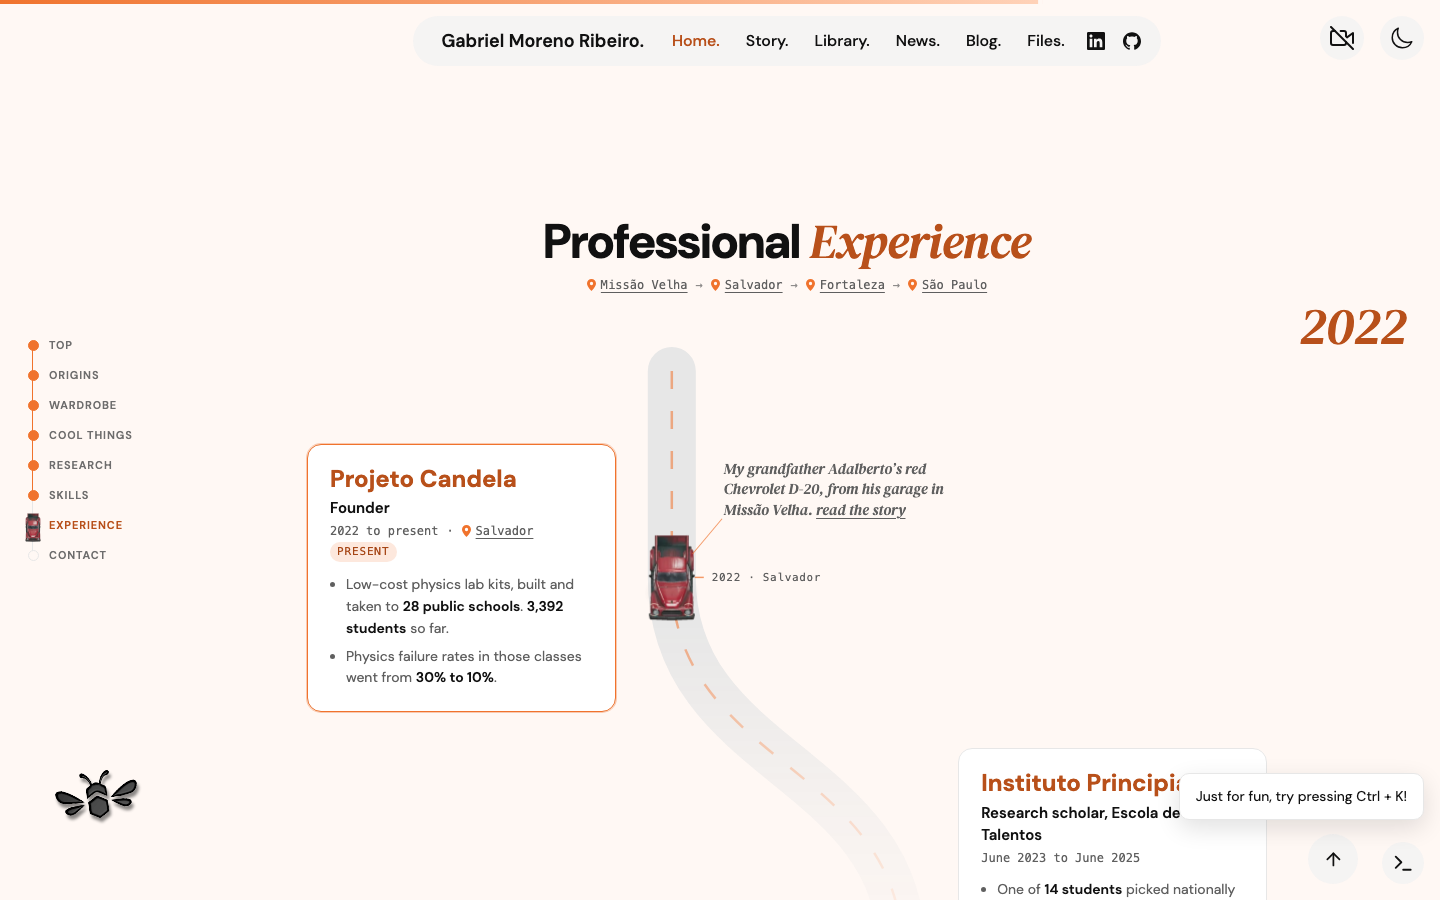 Gabriel Moreno Ribeiro. Home. Story. Library. News. Blog. Files.
Professional Experience
Missão Velha → Salvador → Fortaleza → São Paulo
2022
TOP
ORIGINS
WARDROBE
COOL THINGS
RESEARCH
SKILLS
EXPERIENCE
CONTACT
Projeto Candela
Founder
2022 to present · Salvador
PRESENT
Low-cost physics lab kits, built and
taken to 28 public schools. 3,392
students so far.
Physics failure rates in those classes
went from 30% to 10%.
My grandfather Adalberto's red
Chevrolet D-20, from his garage in
Missão Velha. read the story
2022 · Salvador
Instituto
Research scholar, Escola de
Talentos
June 2023 to June 2025
One of 14 students picked nationally
Just for fun, try pressing Ctrl + K!